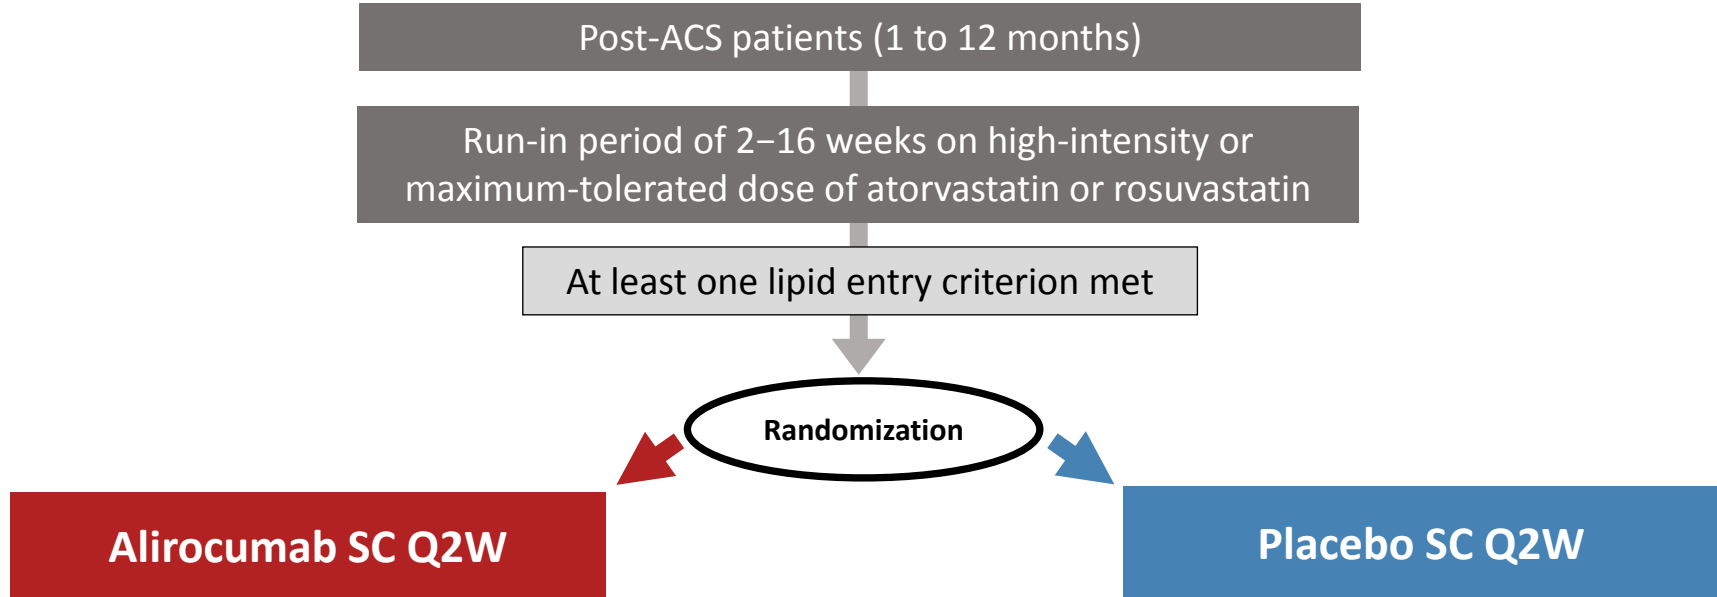 Post-ACS patients (1 to 12 months)
Run-in period of 2−16 weeks on high-intensity or
maximum-tolerated dose of atorvastatin or rosuvastatin
At least one lipid entry criterion met
Randomization
Alirocumab SC Q2W
Placebo SC Q2W